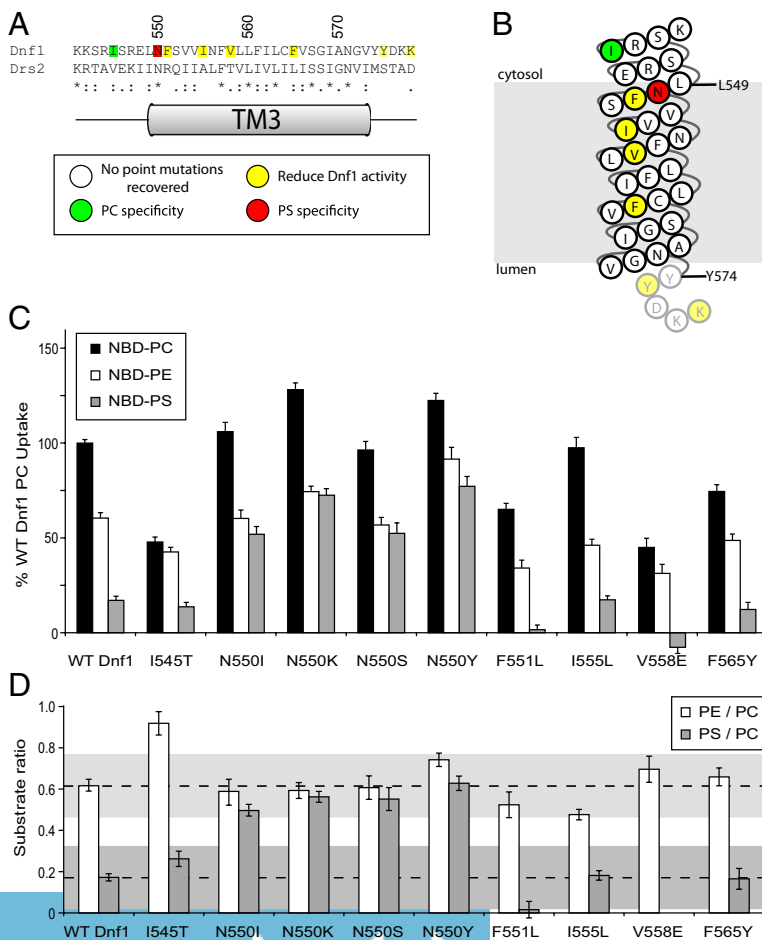 A
550 560 570
Dnf1 KKSRISRELNFSVVINFVLLFILCFVSGIANGVYYDKK
Drs2 KRTAVEKIINRQIIALFTVLIVLILISSIGNVIMSTAD
TM3
No point mutations recovered
Reduce Dnf1 activity
PC specificity
PS specificity
B
I R S K
E R S
cytosol
S F N L
L549
I V V
L V F N
I F L
V F C L
I G S
lumen
V G N A
Y Y
Y574
D K K
C
% WT Dnf1 PC Uptake
150
100
50
0
NBD-PC
NBD-PE
NBD-PS
WT Dnf1 I545T N550I N550K N550S N550Y F551L I555L V558E F565Y
D
Substrate ratio
1.0
0.8
0.6
0.4
0.2
0
PE / PC
PS / PC
WT Dnf1 I545T N550I N550K N550S N550Y F551L I555L V558E F565Y